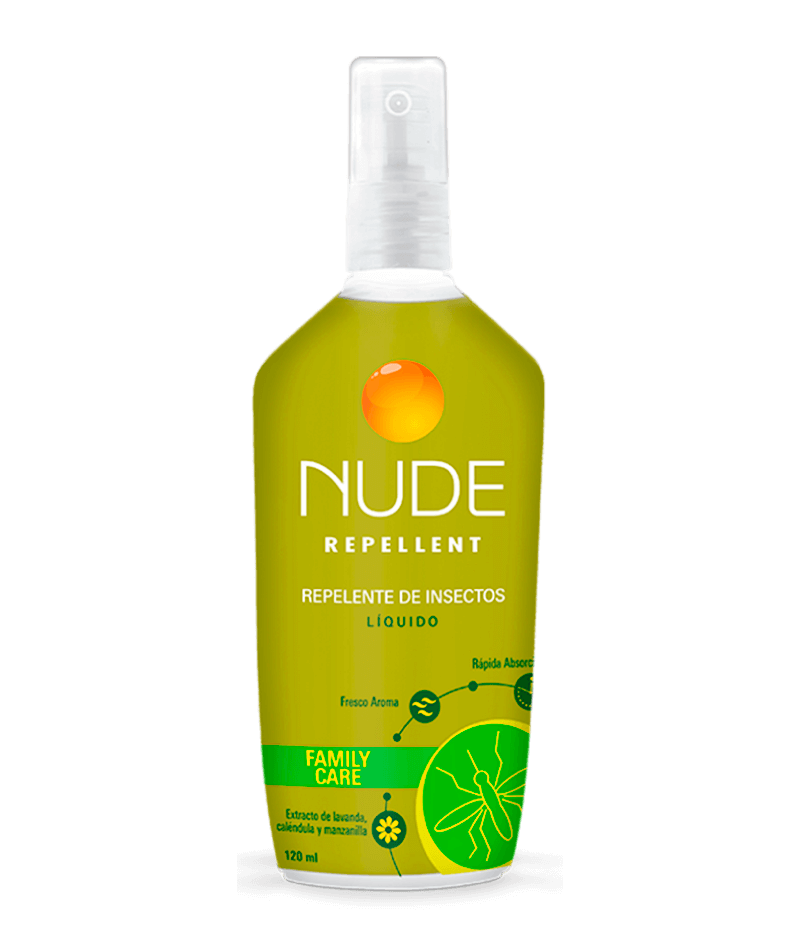 NUDE
REPELLENT
REPELENTE DE INSECTOS
LÍQUIDO
Rápida
Fresco Aroma
FAMILY
CARE
Extracto de lavanda,
caléndula y manzanilla
120 ml